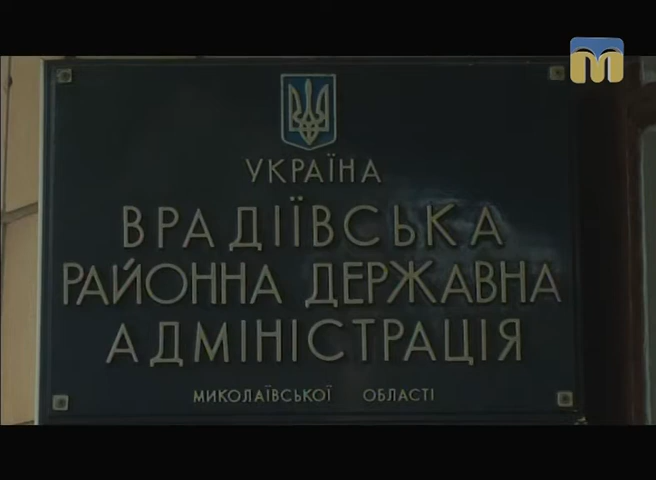 УКРАЇНА
ВРАДІЇВСЬКА
РАЙОННА ДЕРЖАВНА
АДМІНІСТРАЦІЯ
МИКОЛАЇВСЬКОЇ ОБЛАСТІ